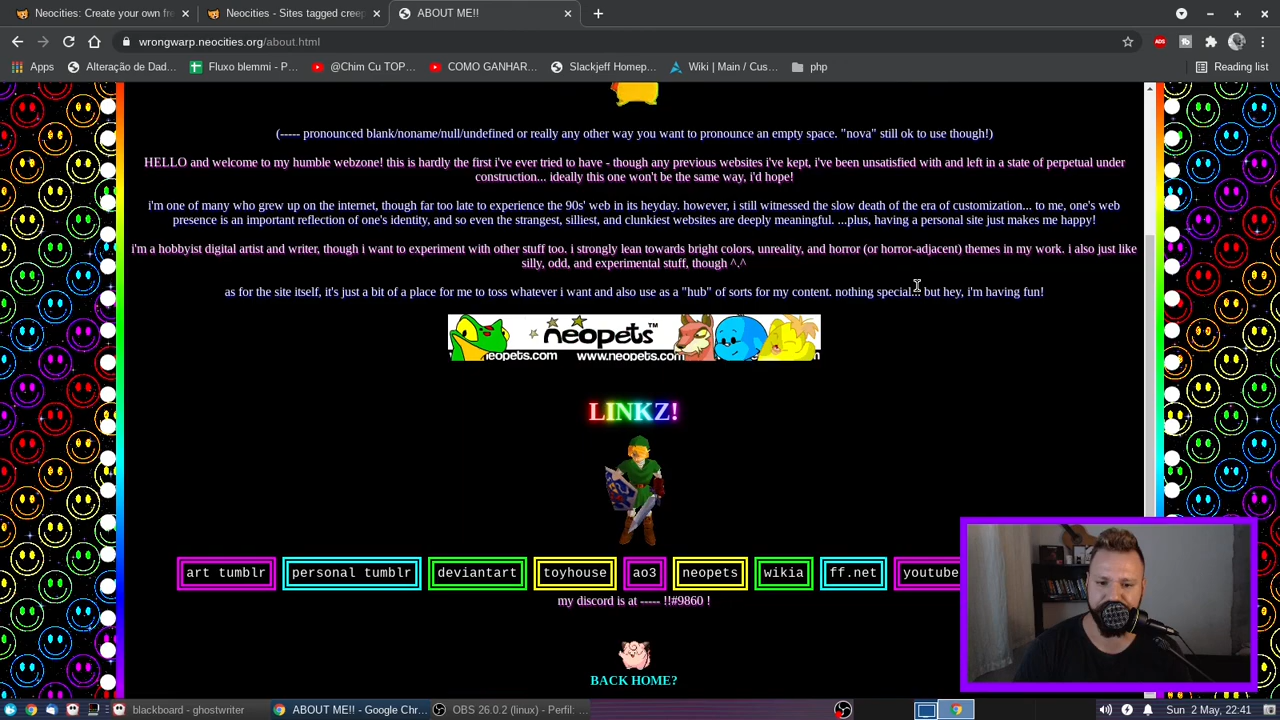 Neocities: Create your own fr
Neocities - Sites tagged creep
ABOUT ME!!
wrongwarp.neocities.org/about.html
Apps
Alteração de Dad...
Fluxo blemmi - P...
@Chim Cu TOP...
COMO GANHAR...
Slackjeff Homep...
Wiki | Main / Cus...
php
Reading list
(----- pronounced blank/noname/null/undefined or really any other way you want to pronounce an empty space. "nova" still ok to use though!)
HELLO and welcome to my humble webzone! this is hardly the first i've ever tried to have - though any previous websites i've kept, i've been unsatisfied with and left in a state of perpetual under
construction... ideally this one won't be the same way, i'd hope!
i'm one of many who grew up on the internet, though far too late to experience the 90s' web in its heyday. however, i still witnessed the slow death of the era of customization... to me, one's web
presence is an important reflection of one's identity, and so even the strangest, silliest, and clunkiest websites are deeply meaningful. ...plus, having a personal site just makes me happy!
i'm a hobbyist digital artist and writer, though i want to experiment with other stuff too. i strongly lean towards bright colors, unreality, and horror (or horror-adjacent) themes in my work. i also just like
silly, odd, and experimental stuff, though ^.^
as for the site itself, it's just a bit of a place for me to toss whatever i want and also use as a "hub" of sorts for my content. nothing special... but hey, i'm having fun!
neopets™
neopets.com www.neopets.com
LINKZ!
art tumblr
personal tumblr
deviantart
toyhouse
ao3
neopets
wikia
ff.net
youtube
my discord is at ----- !!#9860 !
BACK HOME?
blackboard - ghostwriter
ABOUT ME!! - Google Chr...
OBS 26.0.2 (linux) - Perfil: ...
Sun 2 May, 22:41